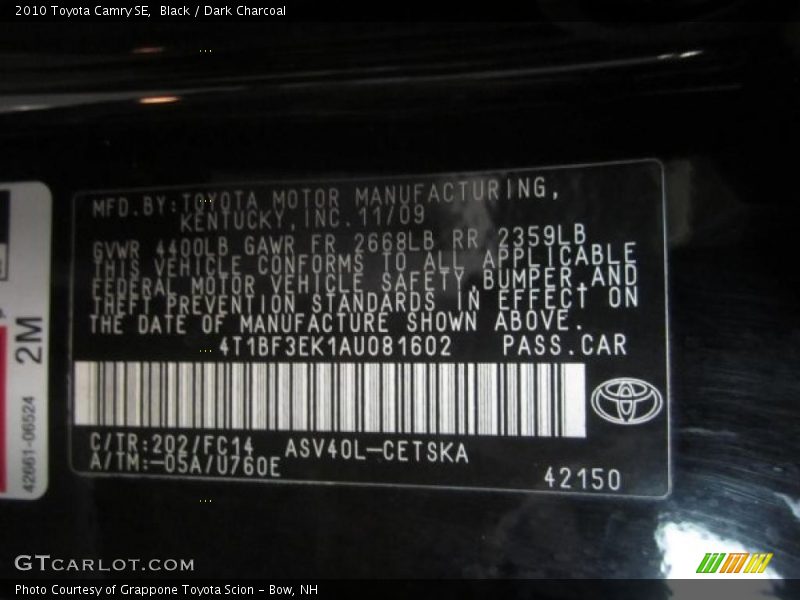 2010 Toyota Camry SE, Black / Dark Charcoal
MFD.BY:TOYOTA MOTOR MANUFACTURING,
KENTUCKY,INC.11/09
GVWR 4400LB GAWR FR 2668LB RR 2359LB
THIS VEHICLE CONFORMS TO ALL APPLICABLE
FEDERAL MOTOR VEHICLE SAFETY,BUMPER,AND
THEFT PREVENTION STANDARDS IN EFFECT ON
THE DATE OF MANUFACTURE SHOWN ABOVE.
4T1BF3EK1AU081602 PASS.CAR
C/TR:202/FC14 ASV40L-CETSKA
A/TM:-05A/U760E
42150
2M
42661-06524
GTCARLOT.COM
Photo Courtesy of Grappone Toyota Scion - Bow, NH